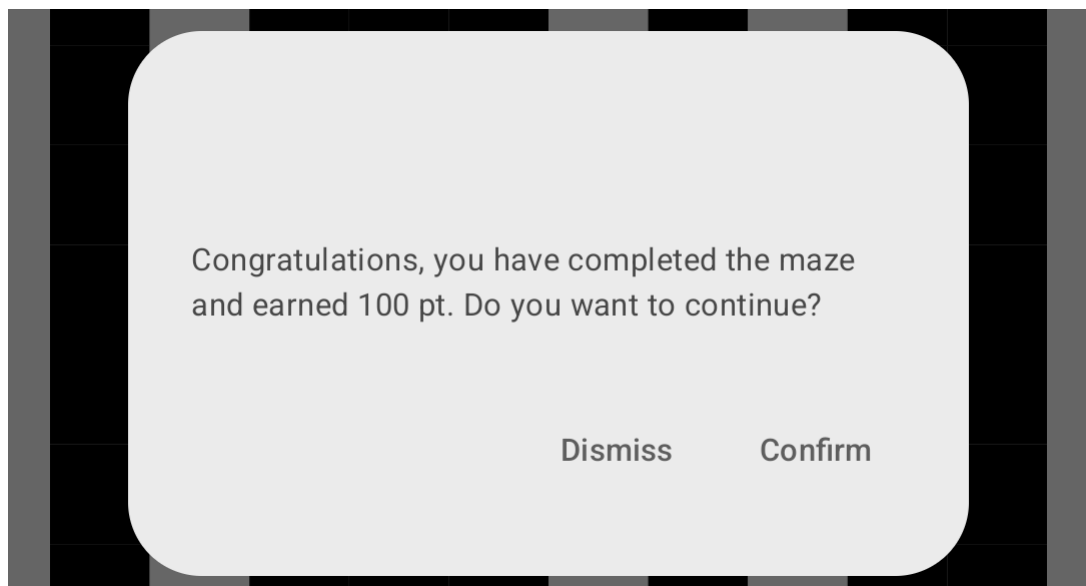 Congratulations, you have completed the maze
and earned 100 pt. Do you want to continue?
Dismiss Confirm